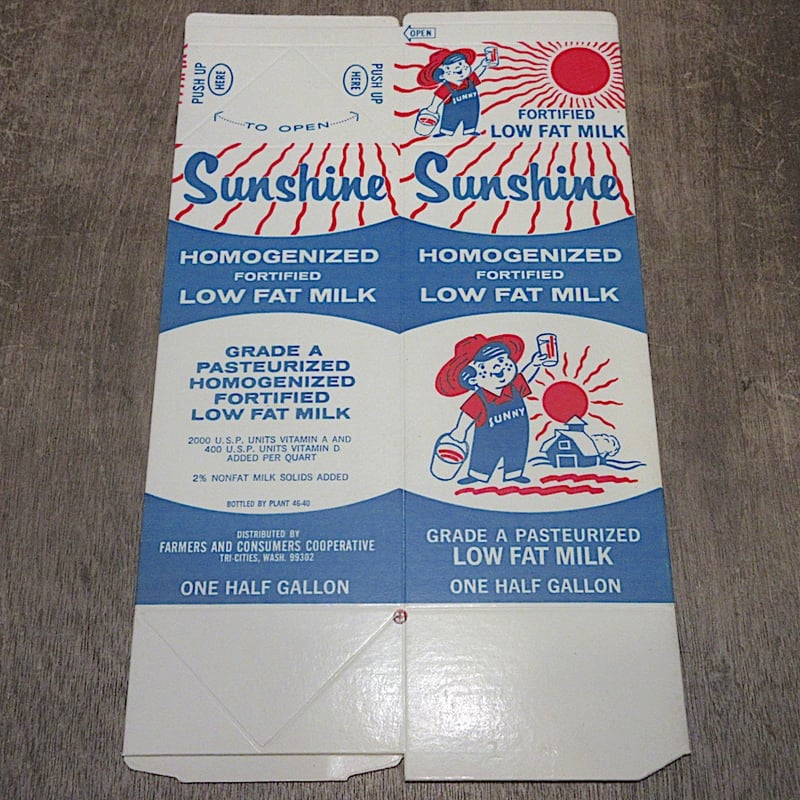 PUSH UP
HERE
HERE
PUSH UP
TO OPEN
Sunshine
HOMOGENIZED
FORTIFIED
LOW FAT MILK
GRADE A
PASTEURIZED
HOMOGENIZED
FORTIFIED
LOW FAT MILK
2000 U.S.P. UNITS VITAMIN A AND
400 U.S.P. UNITS VITAMIN D
ADDED PER QUART
2% NONFAT MILK SOLIDS ADDED
BOTTLED BY PLANT 46-40
DISTRIBUTED BY
FARMERS AND CONSUMERS COOPERATIVE
TRI-CITIES, WASH. 99302
ONE HALF GALLON
OPEN
SUNNY
FORTIFIED
LOW FAT MILK
Sunshine
HOMOGENIZED
FORTIFIED
LOW FAT MILK
SUNNY
GRADE A PASTEURIZED
LOW FAT MILK
ONE HALF GALLON